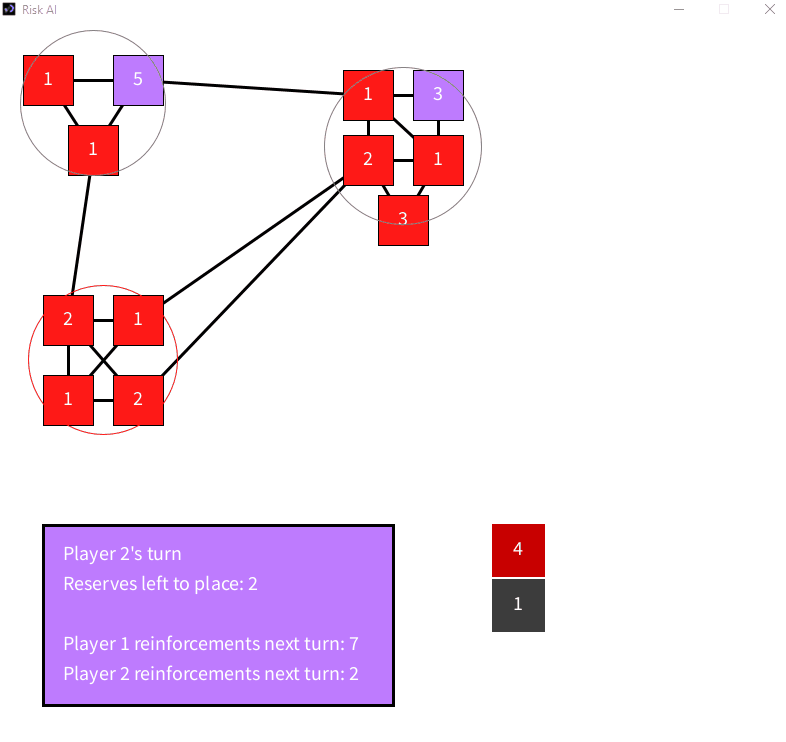 Risk AI
1 5
1
1 3
2 1
3
2 1
1 2
Player 2's turn
Reserves left to place: 2
Player 1 reinforcements next turn: 7
Player 2 reinforcements next turn: 2
4
1